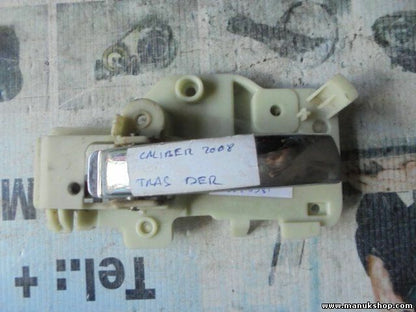 CALIBER 2008
TRAS DER
M
Tel.: +
www.manukshop.com